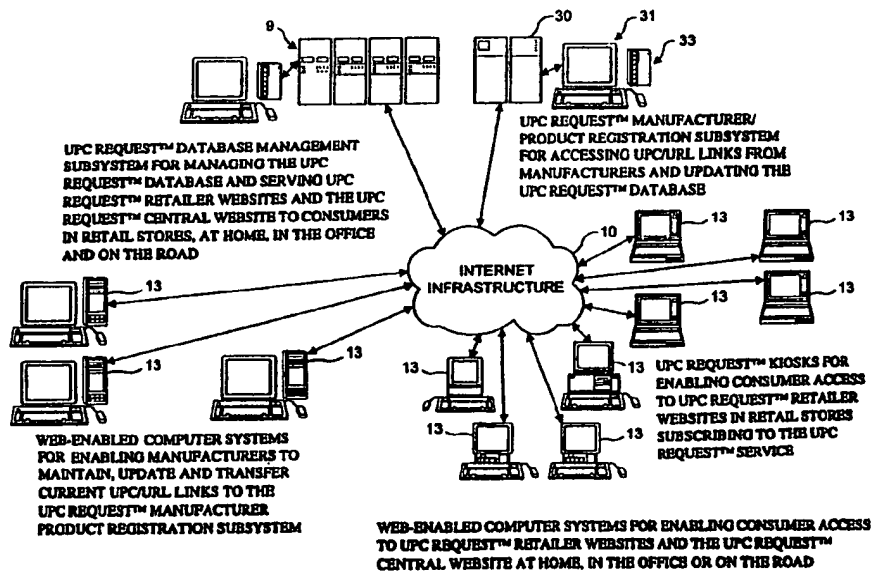 9
30
31
33
UPC REQUEST™ DATABASE MANAGEMENT
SUBSYSTEM FOR MANAGING THE UPC
REQUEST™ DATABASE AND SERVING UPC
REQUEST™ RETAILER WEBSITES AND THE UPC
REQUEST™ CENTRAL WEBSITE TO CONSUMERS
IN RETAIL STORES, AT HOME, IN THE OFFICE
AND ON THE ROAD
UPC REQUEST™ MANUFACTURER/
PRODUCT REGISTRATION SUBSYSTEM
FOR ACCESSING UPC/URL LINKS FROM
MANUFACTURERS AND UPDATING THE
UPC REQUEST™ DATABASE
10
INTERNET
INFRASTRUCTURE
13
13
13
13
13
13
13
13
13
13
13
WEB-ENABLED COMPUTER SYSTEMS
FOR ENABLING MANUFACTURERS TO
MAINTAIN, UPDATE AND TRANSFER
CURRENT UPC/URL LINKS TO THE
UPC REQUEST™ MANUFACTURER
PRODUCT REGISTRATION SUBSYSTEM
UPC REQUEST™ KIOSKS FOR
ENABLING CONSUMER ACCESS
TO UPC REQUEST™ RETAILER
WEBSITES IN RETAIL STORES
SUBSCRIBING TO THE UPC
REQUEST™ SERVICE
WEB-ENABLED COMPUTER SYSTEMS FOR ENABLING CONSUMER ACCESS
TO UPC REQUEST™ RETAILER WEBSITES AND THE UPC REQUEST™
CENTRAL WEBSITE AT HOME, IN THE OFFICE OR ON THE ROAD